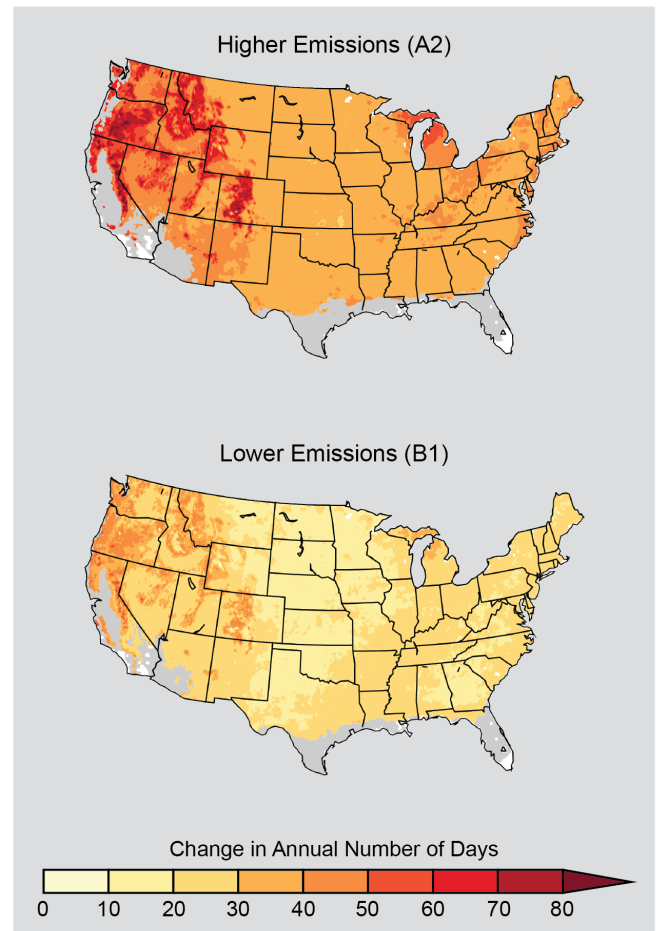 Higher Emissions (A2)
Lower Emissions (B1)
Change in Annual Number of Days
0 10 20 30 40 50 60 70 80